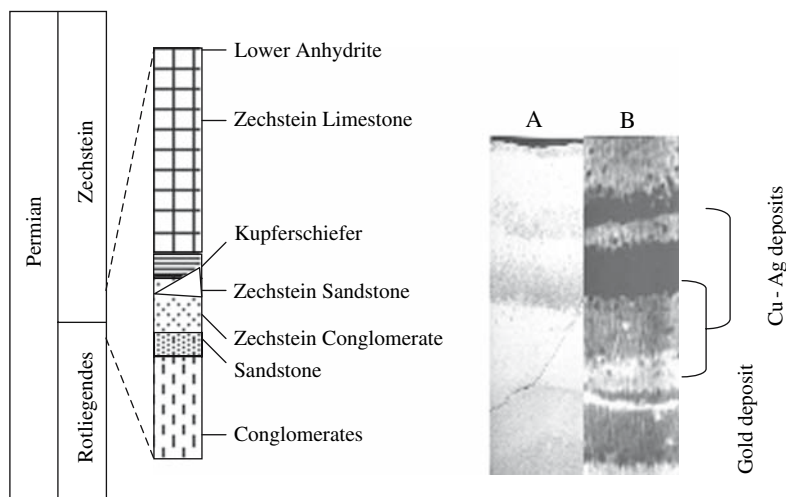 Permian
Zechstein
Rotliegendes
Lower Anhydrite
Zechstein Limestone
Kupferschiefer
Zechstein Sandstone
Zechstein Conglomerate
Sandstone
Conglomerates
A B
Cu - Ag deposits
Gold deposit